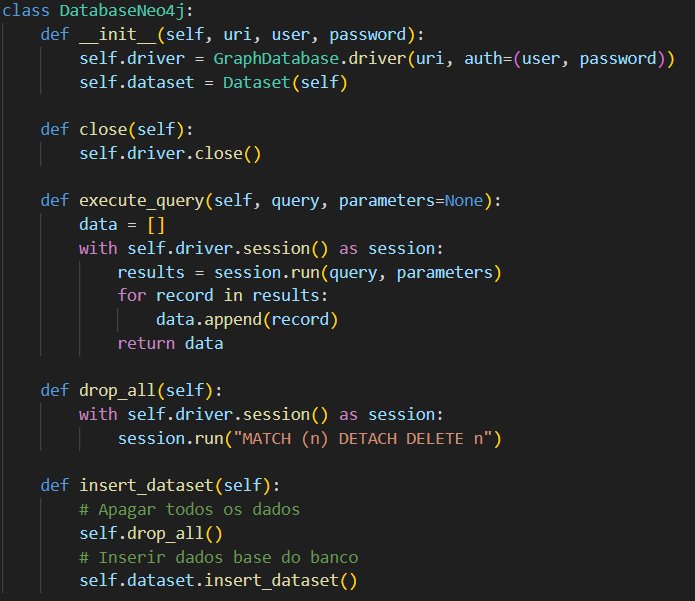 class DatabaseNeo4j:
    def __init__(self, uri, user, password):
        self.driver = GraphDatabase.driver(uri, auth=(user, password))
        self.dataset = Dataset(self)

    def close(self):
        self.driver.close()

    def execute_query(self, query, parameters=None):
        data = []
        with self.driver.session() as session:
            results = session.run(query, parameters)
            for record in results:
                data.append(record)
            return data

    def drop_all(self):
        with self.driver.session() as session:
            session.run("MATCH (n) DETACH DELETE n")

    def insert_dataset(self):
        # Apagar todos os dados
        self.drop_all()
        # Inserir dados base do banco
        self.dataset.insert_dataset()